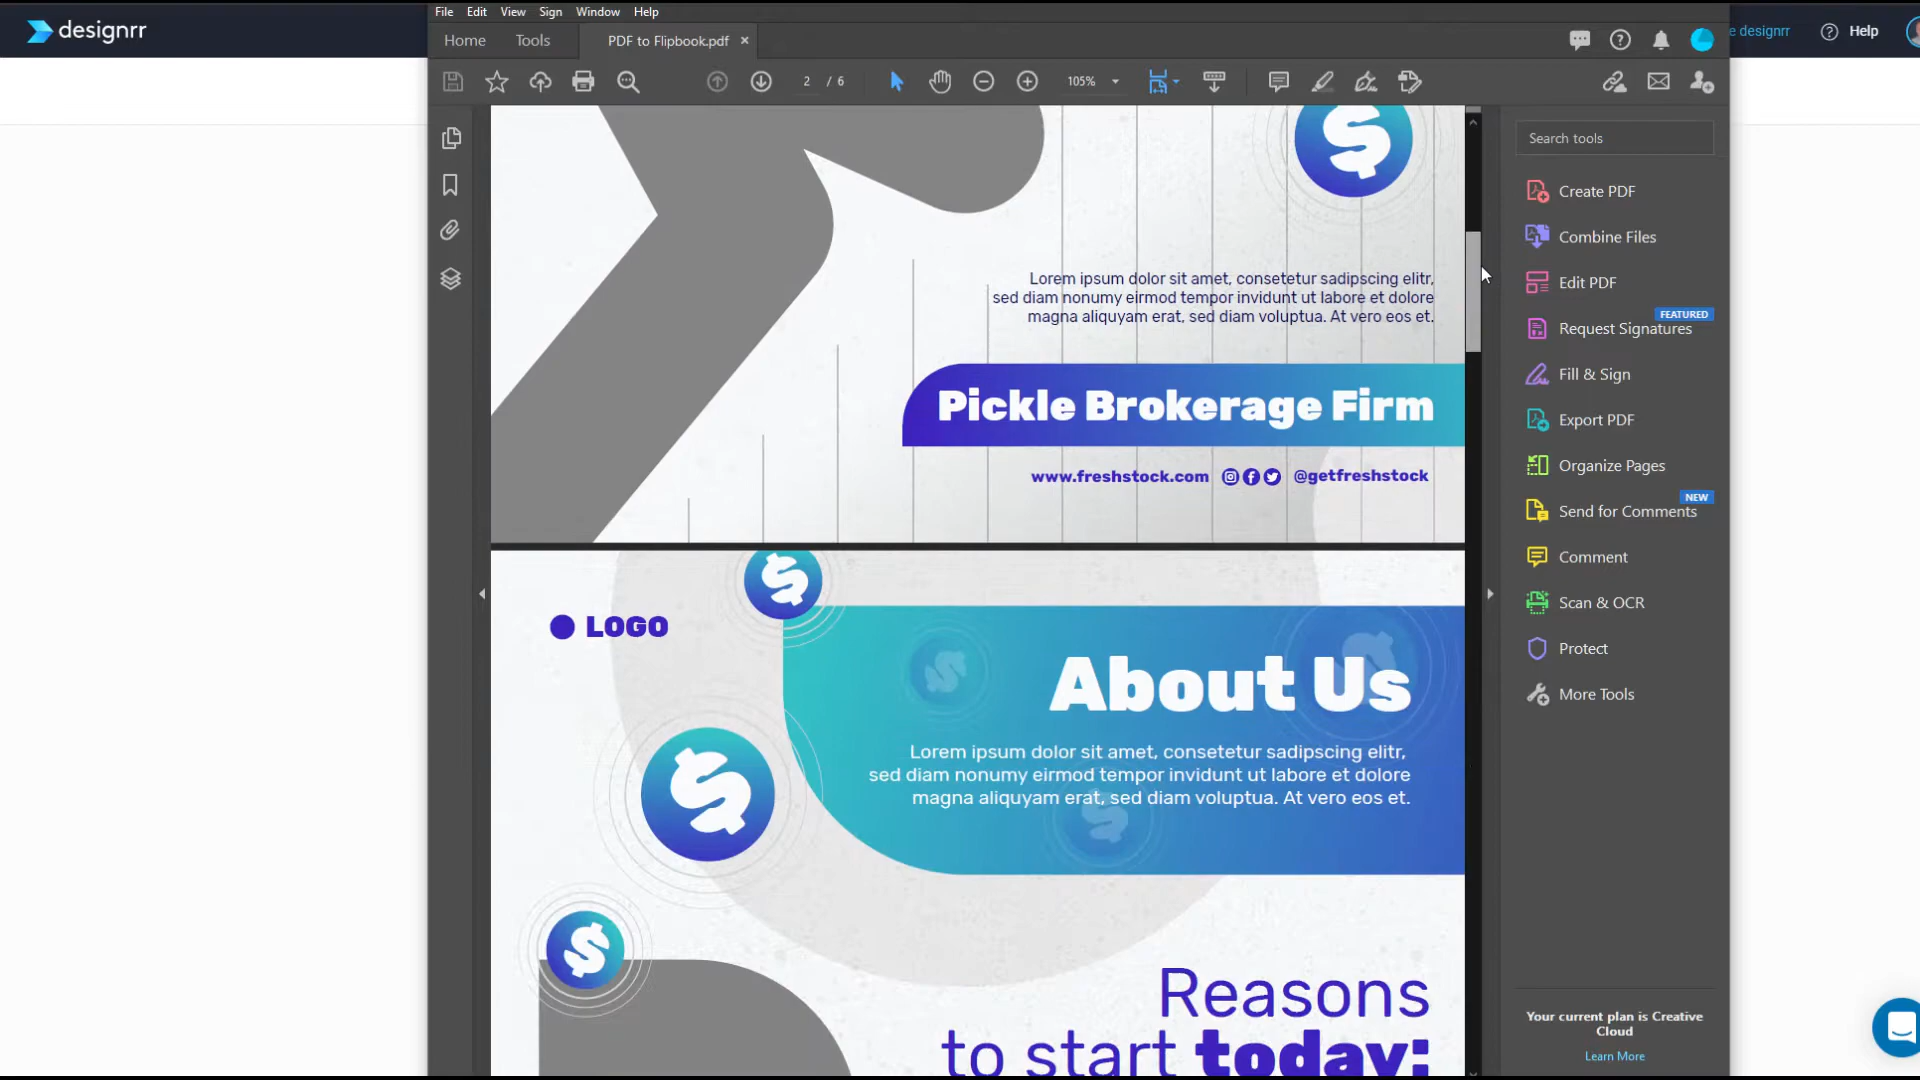 File Edit View Sign Window Help
designrr
e designrr
Help
Home Tools PDF to Flipbook.pdf ×
2 / 6
105%
Search tools
Create PDF
Combine Files
Edit PDF
FEATURED
Request Signatures
Fill & Sign
Export PDF
Organize Pages
NEW
Send for Comments
Comment
Scan & OCR
Protect
More Tools
Your current plan is Creative
Cloud
Learn More
Lorem ipsum dolor sit amet, consetetur sadipscing elitr,
sed diam nonumy eirmod tempor invidunt ut labore et dolore
magna aliquyam erat, sed diam voluptua. At vero eos et.
Pickle Brokerage Firm
www.freshstock.com @getfreshstock
LOGO
About Us
Lorem ipsum dolor sit amet, consetetur sadipscing elitr,
sed diam nonumy eirmod tempor invidunt ut labore et dolore
magna aliquyam erat, sed diam voluptua. At vero eos et.
Reasons
to start today: